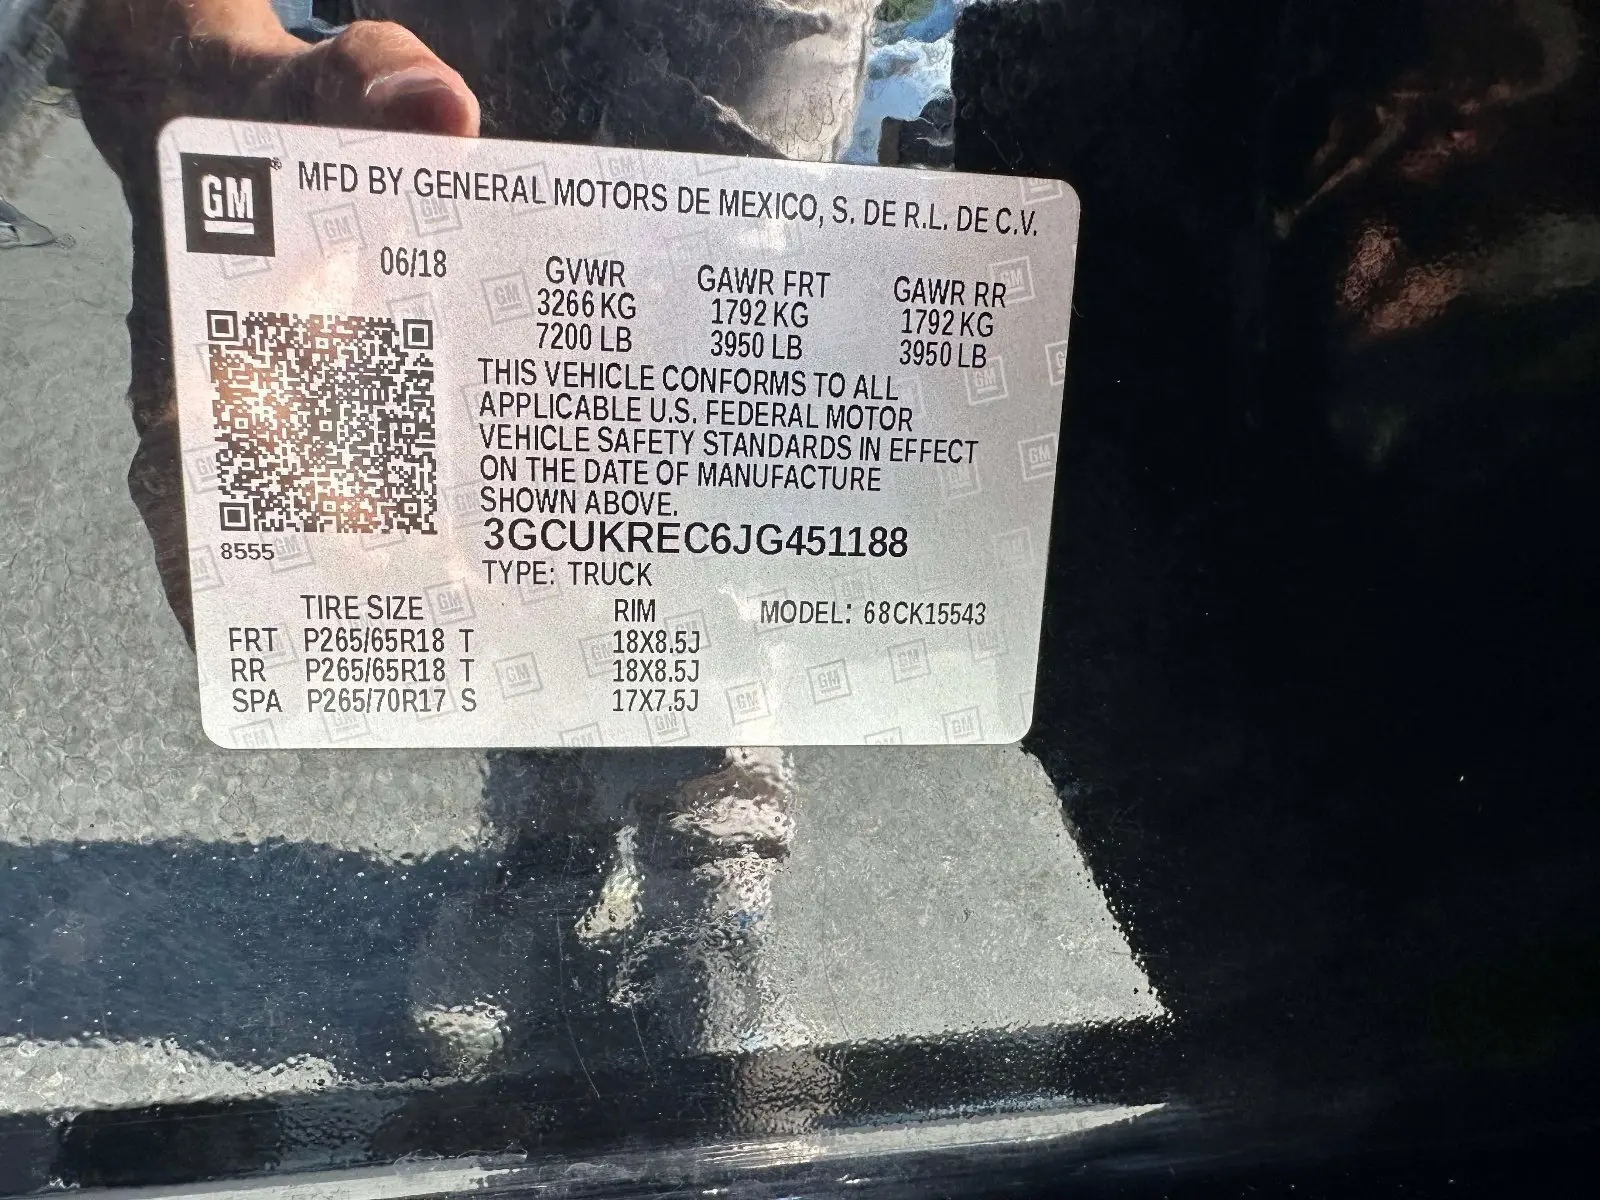 GM® MFD BY GENERAL MOTORS DE MEXICO, S. DE R.L. DE C.V.
06/18
GVWR GAWR FRT GAWR RR
3266 KG 1792 KG 1792 KG
7200 LB 3950 LB 3950 LB
THIS VEHICLE CONFORMS TO ALL
APPLICABLE U.S. FEDERAL MOTOR
VEHICLE SAFETY STANDARDS IN EFFECT
ON THE DATE OF MANUFACTURE
SHOWN ABOVE.
3GCUKREC6JG451188
8555
TYPE: TRUCK
TIRE SIZE RIM MODEL: 68CK15543
FRT P265/65R18 T 18X8.5J
RR P265/65R18 T 18X8.5J
SPA P265/70R17 S 17X7.5J